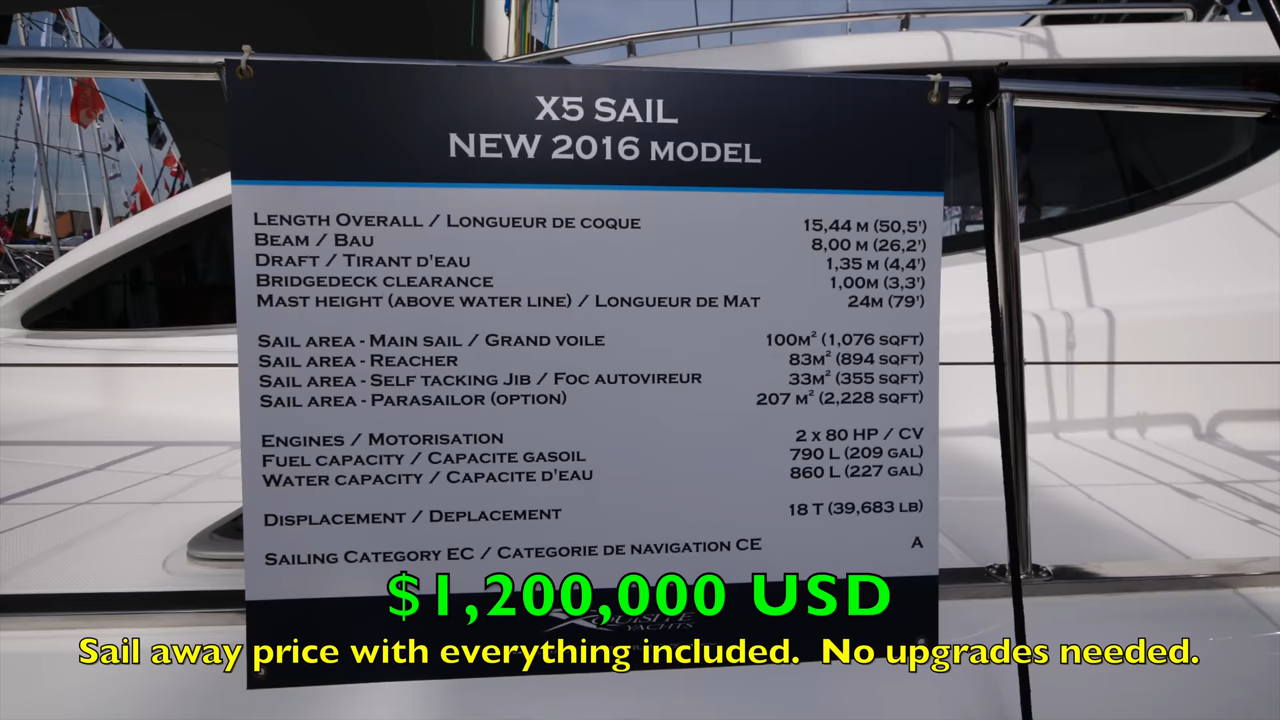 X5 SAIL
NEW 2016 MODEL
LENGTH OVERALL / LONGUEUR DE COQUE 15,44 M (50,5')
BEAM / BAU 8,00 M (26,2')
DRAFT / TIRANT D'EAU 1,35 M (4,4')
BRIDGEDECK CLEARANCE 1,00M (3,3')
MAST HEIGHT (ABOVE WATER LINE) / LONGUEUR DE MAT 24M (79')
SAIL AREA - MAIN SAIL / GRAND VOILE 100M² (1,076 SQFT)
SAIL AREA - REACHER 83M² (894 SQFT)
SAIL AREA - SELF TACKING JIB / FOC AUTOVIREUR 33M² (355 SQFT)
SAIL AREA - PARASAILOR (OPTION) 207 M² (2,228 SQFT)
ENGINES / MOTORISATION 2 X 80 HP / CV
FUEL CAPACITY / CAPACITE GASOIL 790 L (209 GAL)
WATER CAPACITY / CAPACITE D'EAU 860 L (227 GAL)
DISPLACEMENT / DEPLACEMENT 18 T (39,683 LB)
SAILING CATEGORY EC / CATEGORIE DE NAVIGATION CE A
$1,200,000 USD
XQUISITE
YACHTS
Sail away price with everything included. No upgrades needed.